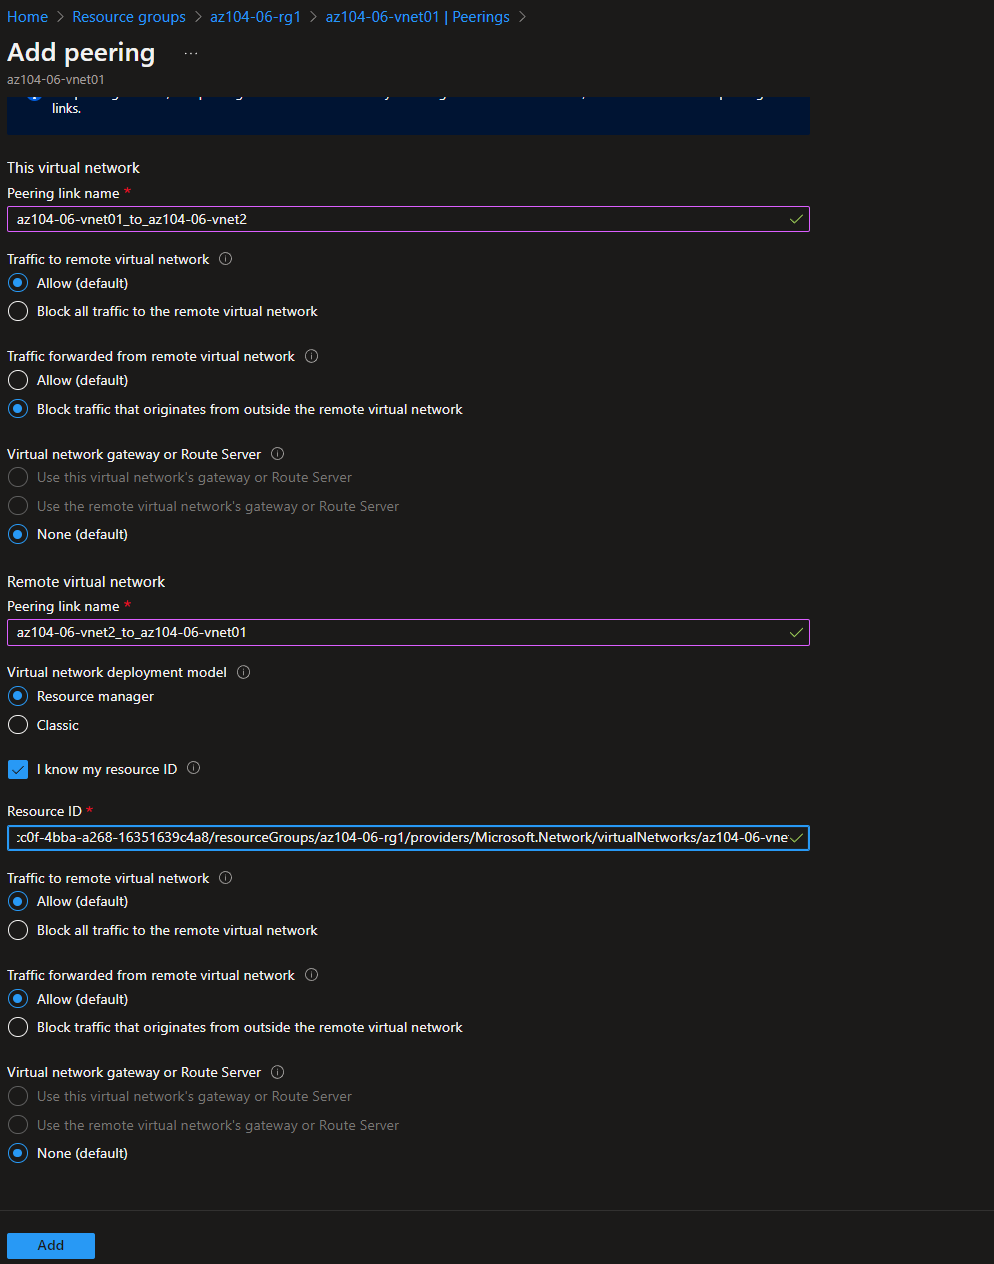 Home > Resource groups > az104-06-rg1 > az104-06-vnet01 | Peerings >
Add peering ...
az104-06-vnet01
links.
This virtual network
Peering link name *
az104-06-vnet01_to_az104-06-vnet2
Traffic to remote virtual network
Allow (default)
Block all traffic to the remote virtual network
Traffic forwarded from remote virtual network
Allow (default)
Block traffic that originates from outside the remote virtual network
Virtual network gateway or Route Server
Use this virtual network's gateway or Route Server
Use the remote virtual network's gateway or Route Server
None (default)
Remote virtual network
Peering link name *
az104-06-vnet2_to_az104-06-vnet01
Virtual network deployment model
Resource manager
Classic
I know my resource ID
Resource ID *
c0f-4bba-a268-16351639c4a8/resourceGroups/az104-06-rg1/providers/Microsoft.Network/virtualNetworks/az104-06-vne
Traffic to remote virtual network
Allow (default)
Block all traffic to the remote virtual network
Traffic forwarded from remote virtual network
Allow (default)
Block traffic that originates from outside the remote virtual network
Virtual network gateway or Route Server
Use this virtual network's gateway or Route Server
Use the remote virtual network's gateway or Route Server
None (default)
Add